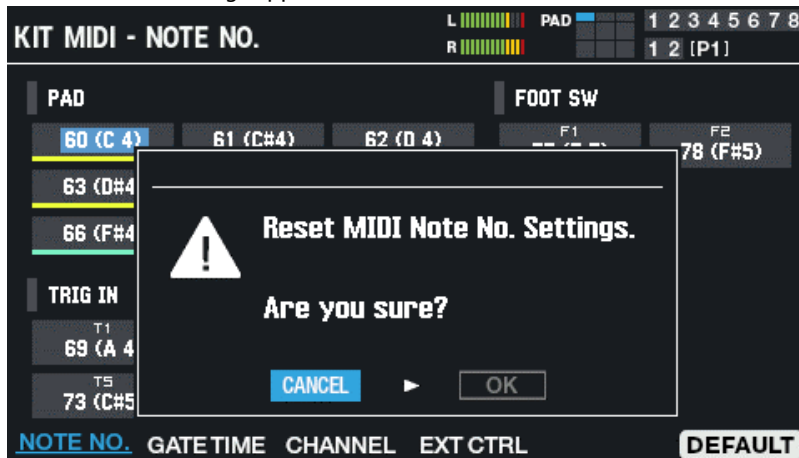 KIT MIDI - NOTE NO.
L
R
PAD
1 2 3 4 5 6 7 8
1 2 [P1]
PAD
FOOT SW
60 (C 4)
61 (C#4)
62 (D 4)
F1
F2
78 (F#5)
63 (D#4
66 (F#4
Reset MIDI Note No. Settings.
Are you sure?
CANCEL
OK
TRIG IN
T1
69 (A 4
T5
73 (C#5
NOTE NO. GATE TIME CHANNEL EXT CTRL DEFAULT